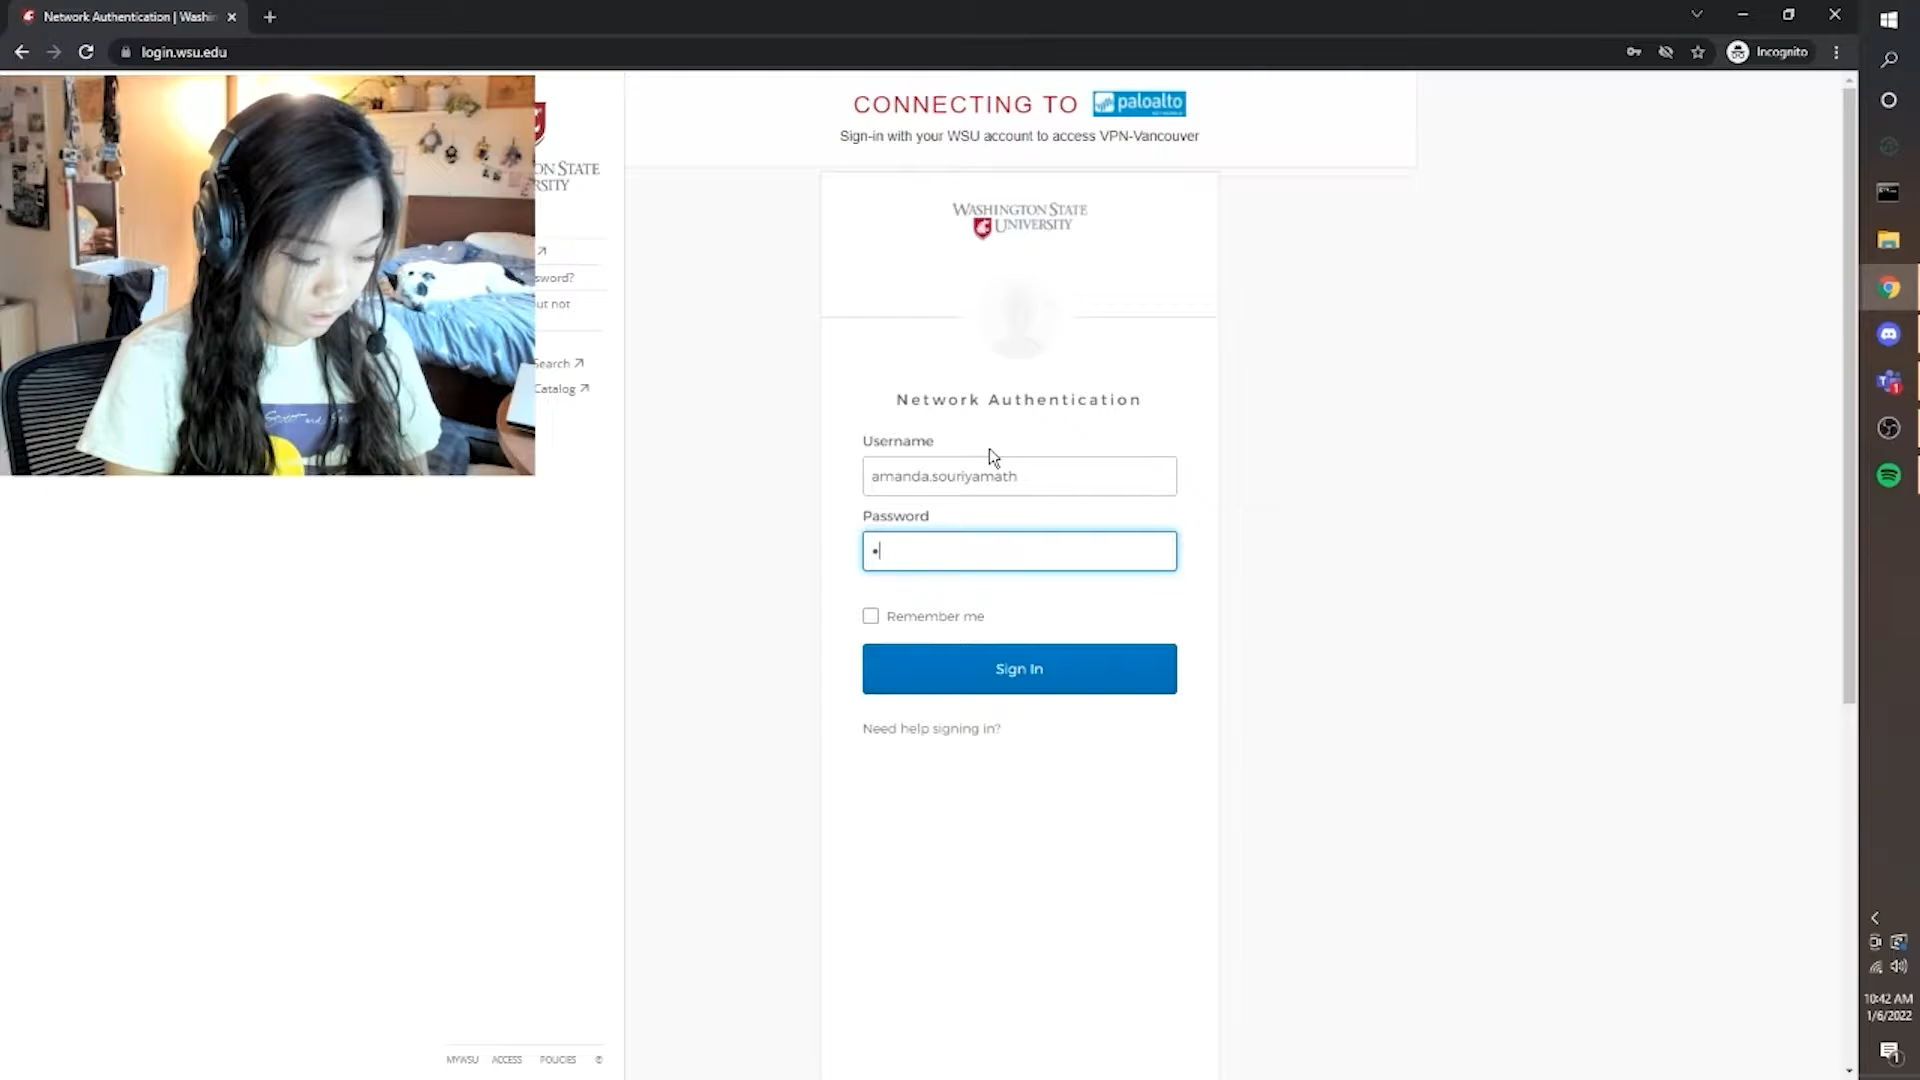 Network Authentication | Washin
login.wsu.edu
Incognito
ON STATE
RSITY
sword?
ut not
Search
Catalog
CONNECTING TO paloalto
Sign-in with your WSU account to access VPN-Vancouver
WASHINGTON STATE
UNIVERSITY
Network Authentication
Username
amanda.souriyamath
Password
Remember me
Sign In
Need help signing in?
MYWSU ACCESS POLICIES ©
10:42 AM
1/6/2022